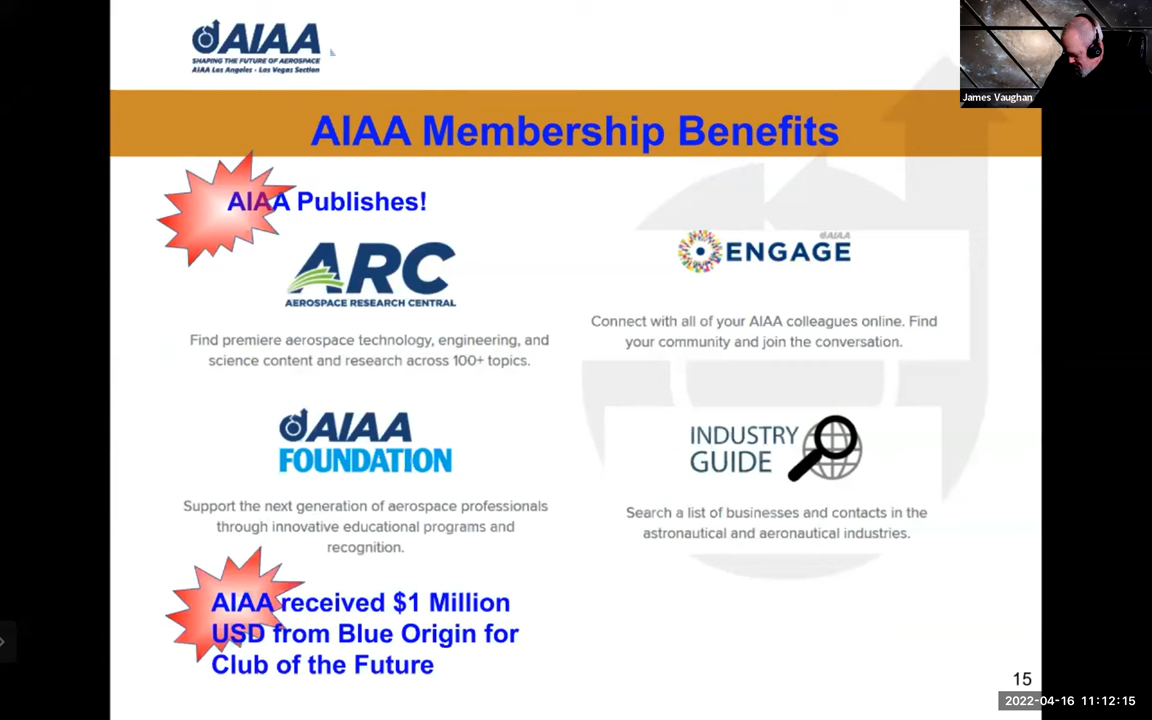 AIAA
SHAPING THE FUTURE OF AEROSPACE
AIAA Los Angeles - Las Vegas Section
James Vaughan
AIAA Membership Benefits
AIAA Publishes!
ARC
AEROSPACE RESEARCH CENTRAL
Find premiere aerospace technology, engineering, and
science content and research across 100+ topics.
AIAA
ENGAGE
Connect with all of your AIAA colleagues online. Find
your community and join the conversation.
AIAA
FOUNDATION
Support the next generation of aerospace professionals
through innovative educational programs and
recognition.
INDUSTRY
GUIDE
Search a list of businesses and contacts in the
astronautical and aeronautical industries.
AIAA received $1 Million
USD from Blue Origin for
Club of the Future
15
2022-04-16 11:12:15